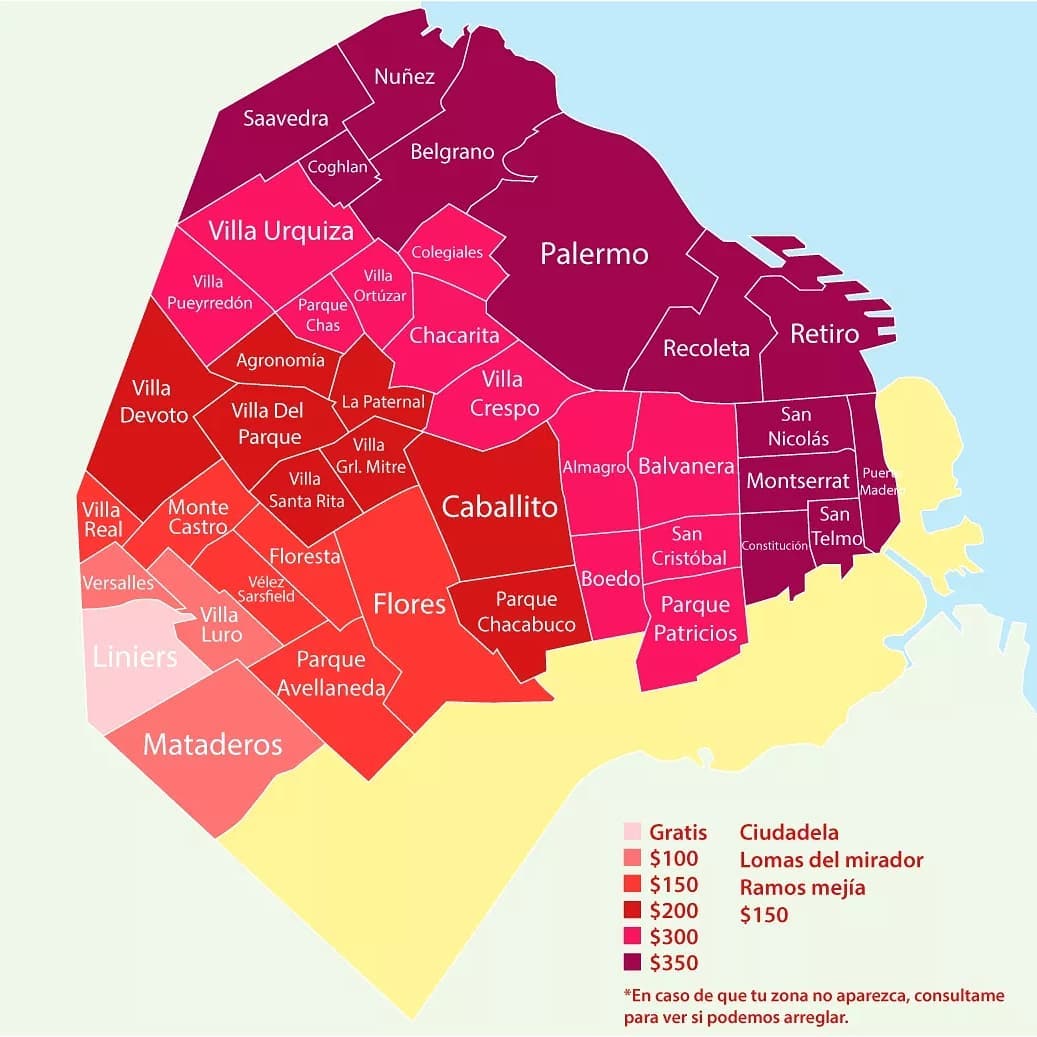 Nuñez
Saavedra
Belgrano
Coghlan
Villa Urquiza
Colegiales
Palermo
Villa
Pueyrredón
Villa
Ortúzar
Parque
Chas
Chacarita
Recoleta
Retiro
Agronomía
Villa
Devoto
La Paternal
Villa
Crespo
Villa Del
Parque
San
Nicolás
Villa
Grl. Mitre
Almagro
Balvanera
Montserrat
Puerto
Madero
Villa
Santa Rita
Caballito
Villa
Real
Monte
Castro
San
Telmo
Constitución
San
Cristóbal
Floresta
Versalles
Vélez
Sarsfield
Boedo
Flores
Parque
Chacabuco
Parque
Patricios
Villa
Luro
Liniers
Parque
Avellaneda
Mataderos
Gratis
$100
$150
$200
$300
$350
Ciudadela
Lomas del mirador
Ramos mejía
$150
*En caso de que tu zona no aparezca, consultame
para ver si podemos arreglar.